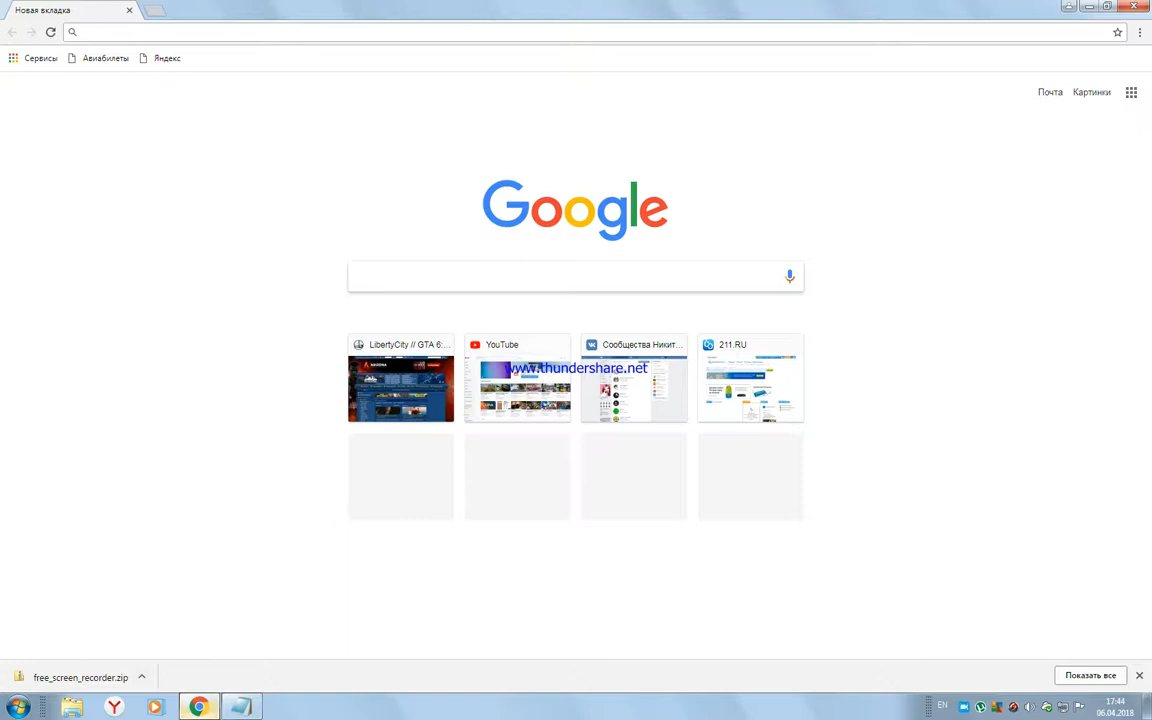 Новая вкладка
Сервисы Авиабилеты Яндекс
Почта Картинки
Google
LibertyCity // GTA 6:... YouTube Сообщества Никит... 211.RU
www.thundershare.net
free_screen_recorder.zip Показать все
EN 17:44
06.04.2018